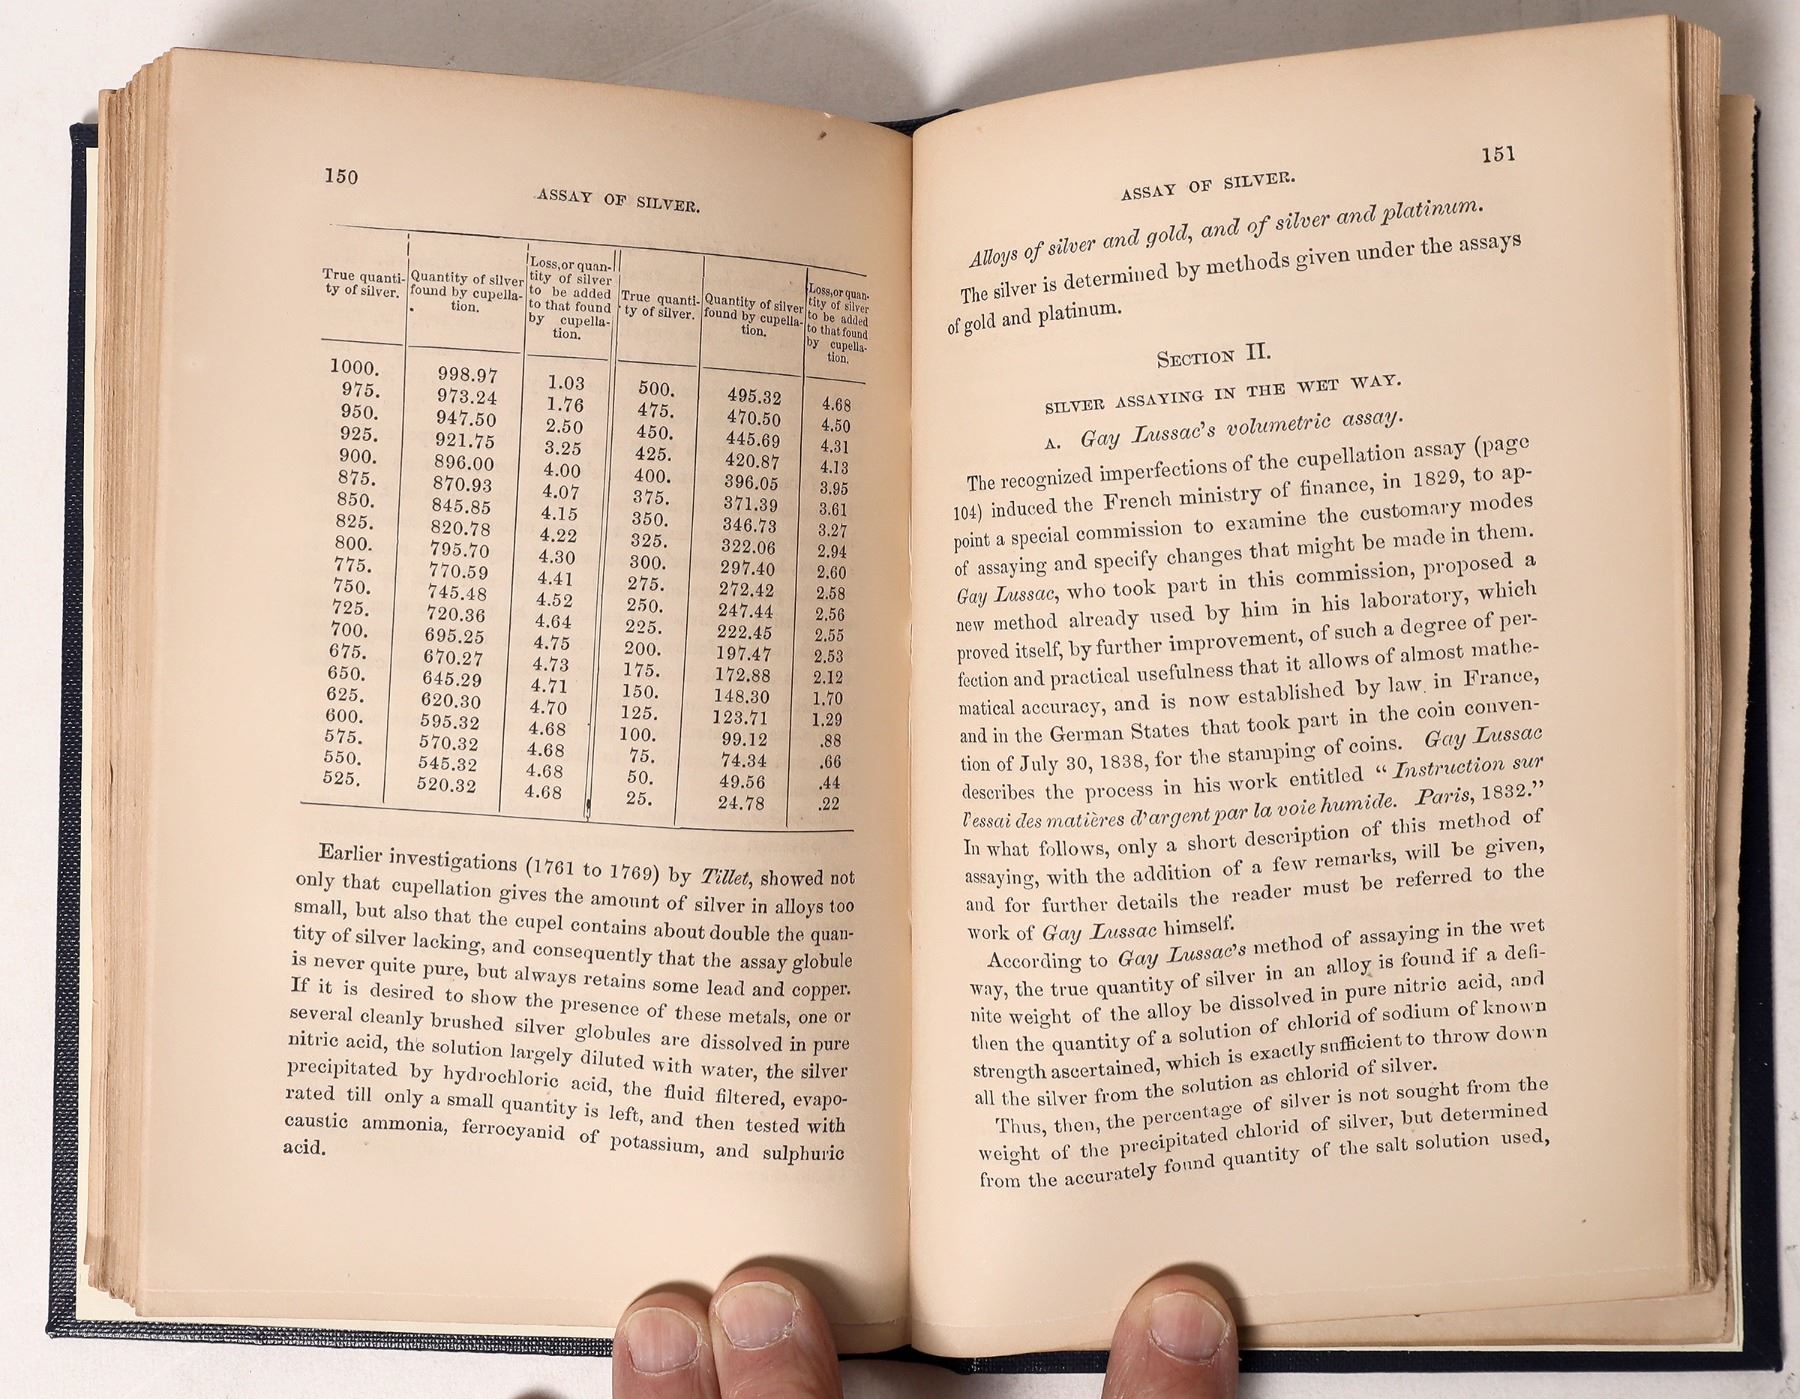 150
ASSAY OF SILVER.
True quanti-
ty of silver.
Quantity of silver
found by cupella-
tion.
Loss, or quan-
tity of silver
to be added
to that found
by cupella-
tion.
True quanti-
ty of silver.
Quantity of silver
found by cupella-
tion.
Loss, or quan-
tity of silver
to be added
to that found
by cupella-
tion.
1000. 998.97 1.03 500. 495.32 4.68
975. 973.24 1.76 475. 470.50 4.50
950. 947.50 2.50 450. 445.69 4.31
925. 921.75 3.25 425. 420.87 4.13
900. 896.00 4.00 400. 396.05 3.95
875. 870.93 4.07 375. 371.39 3.61
850. 845.85 4.15 350. 346.73 3.27
825. 820.78 4.22 325. 322.06 2.94
800. 795.70 4.30 300. 297.40 2.60
775. 770.59 4.41 275. 272.42 2.58
750. 745.48 4.52 250. 247.44 2.56
725. 720.36 4.64 225. 222.45 2.55
700. 695.25 4.75 200. 197.47 2.53
675. 670.27 4.73 175. 172.88 2.12
650. 645.29 4.71 150. 148.30 1.70
625. 620.30 4.70 125. 123.71 1.29
600. 595.32 4.68 100. 99.12 .88
575. 570.32 4.68 75. 74.34 .66
550. 545.32 4.68 50. 49.56 .44
525. 520.32 4.68 25. 24.78 .22
Earlier investigations (1761 to 1769) by Tillet, showed not
only that cupellation gives the amount of silver in alloys too
small, but also that the cupel contains about double the quan-
tity of silver lacking, and consequently that the assay globule
is never quite pure, but always retains some lead and copper.
If it is desired to show the presence of these metals, one or
several cleanly brushed silver globules are dissolved in pure
nitric acid, the solution largely diluted with water, the silver
precipitated by hydrochloric acid, the fluid filtered, evapo-
rated till only a small quantity is left, and then tested with
caustic ammonia, ferrocyanid of potassium, and sulphuric
acid.
151
ASSAY OF SILVER.
Alloys of silver and gold, and of silver and platinum.
The silver is determined by methods given under the assays
of gold and platinum.
SECTION II.
SILVER ASSAYING IN THE WET WAY.
A. Gay Lussac's volumetric assay.
The recognized imperfections of the cupellation assay (page
104) induced the French ministry of finance, in 1829, to ap-
point a special commission to examine the customary modes
of assaying and specify changes that might be made in them.
Gay Lussac, who took part in this commission, proposed a
new method already used by him in his laboratory, which
proved itself, by further improvement, of such a degree of per-
fection and practical usefulness that it allows of almost mathe-
matical accuracy, and is now established by law in France,
and in the German States that took part in the coin conven-
tion of July 30, 1838, for the stamping of coins. Gay Lussac
describes the process in his work entitled "Instruction sur
l'essai des matières d'argent par la voie humide. Paris, 1832."
In what follows, only a short description of this method of
assaying, with the addition of a few remarks, will be given,
and for further details the reader must be referred to the
work of Gay Lussac himself.
According to Gay Lussac's method of assaying in the wet
way, the true quantity of silver in an alloy is found if a defi-
nite weight of the alloy be dissolved in pure nitric acid, and
then the quantity of a solution of chlorid of sodium of known
strength ascertained, which is exactly sufficient to throw down
all the silver from the solution as chlorid of silver.
Thus, then, the percentage of silver is not sought from the
weight of the precipitated chlorid of silver, but determined
from the accurately found quantity of the salt solution used,